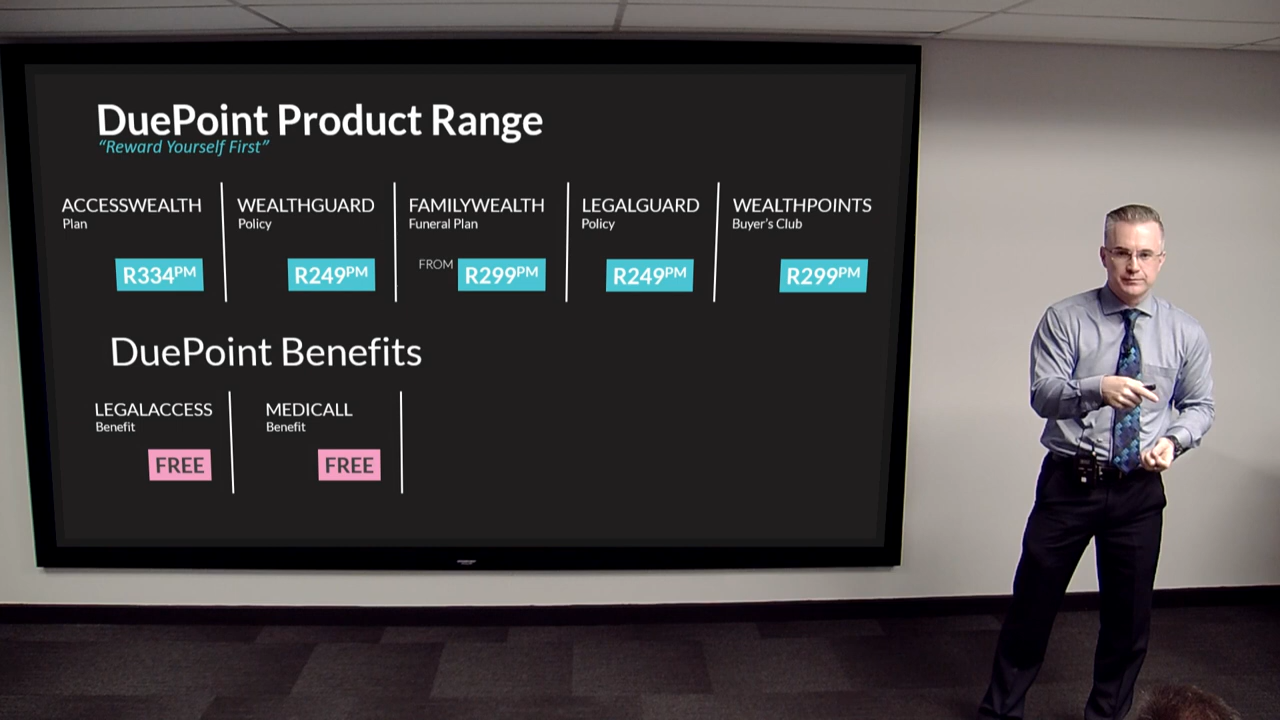 DuePoint Product Range
“Reward Yourself First”
ACCESSWEALTH
Plan
R334PM
WEALTHGUARD
Policy
R249PM
FAMILYWEALTH
Funeral Plan
FROM R299PM
LEGALGUARD
Policy
R249PM
WEALTHPOINTS
Buyer's Club
R299PM
DuePoint Benefits
LEGALACCESS
Benefit
FREE
MEDICALL
Benefit
FREE